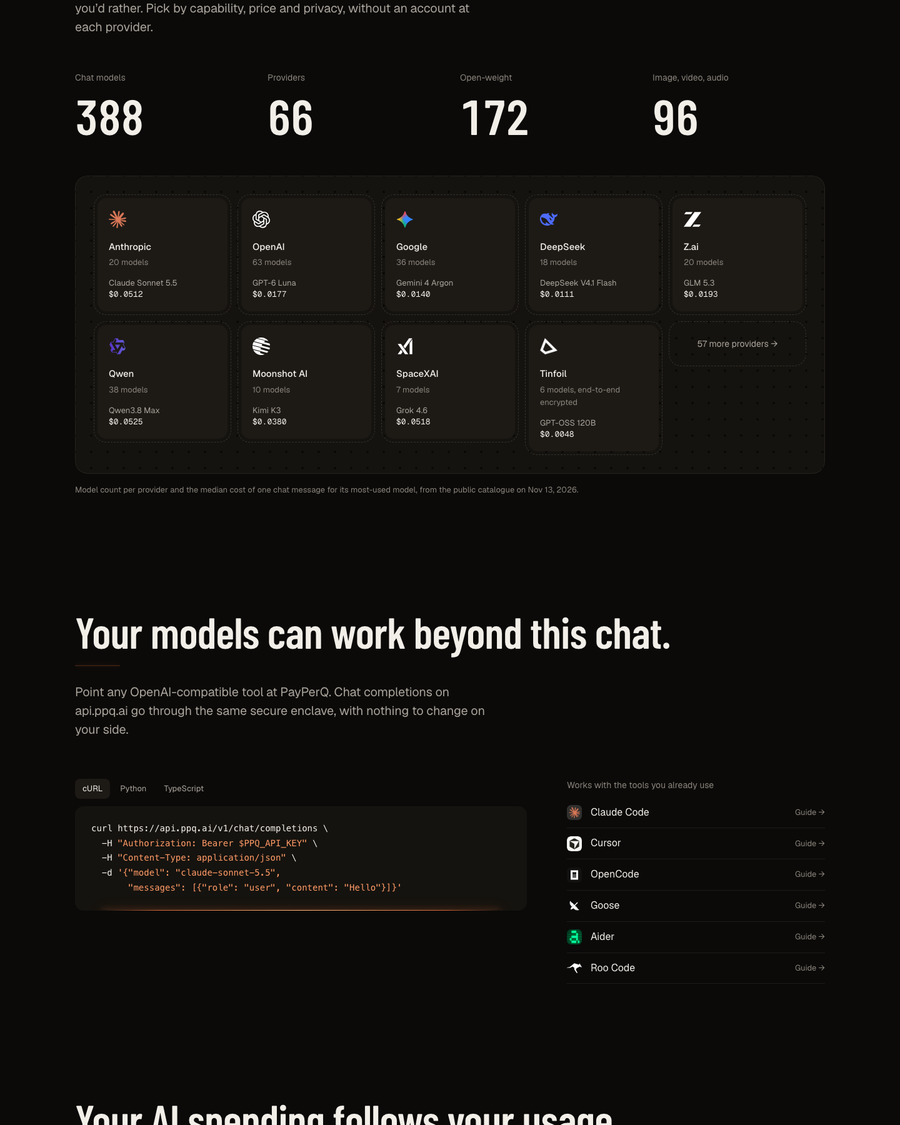 you'd rather. Pick by capability, price and privacy, without an account at
each provider.
Chat models
388
Providers
66
Open-weight
172
Image, video, audio
96
Anthropic
20 models
Claude Sonnet 5.5
$0.0512
OpenAI
63 models
GPT-6 Luna
$0.0177
Google
36 models
Gemini 4 Argon
$0.0140
DeepSeek
18 models
DeepSeek V4.1 Flash
$0.0111
Z.ai
20 models
GLM 5.3
$0.0193
Qwen
38 models
Qwen3.8 Max
$0.0525
Moonshot AI
10 models
Kimi K3
$0.0380
SpaceXAI
7 models
Grok 4.6
$0.0518
Tinfoil
6 models, end-to-end
encrypted
GPT-OSS 120B
$0.0048
57 more providers →
Model count per provider and the median cost of one chat message for its most-used model, from the public catalogue on Nov 13, 2026.
Your models can work beyond this chat.
Point any OpenAI-compatible tool at PayPerQ. Chat completions on
api.ppq.ai go through the same secure enclave, with nothing to change on
your side.
cURL Python TypeScript
curl https://api.ppq.ai/v1/chat/completions \
-H "Authorization: Bearer $PPQ_API_KEY" \
-H "Content-Type: application/json" \
-d '{"model": "claude-sonnet-5.5",
"messages": [{"role": "user", "content": "Hello"}]}'
Works with the tools you already use
Claude Code Guide →
Cursor Guide →
OpenCode Guide →
Goose Guide →
Aider Guide →
Roo Code Guide →
Your AI spending follows your usage